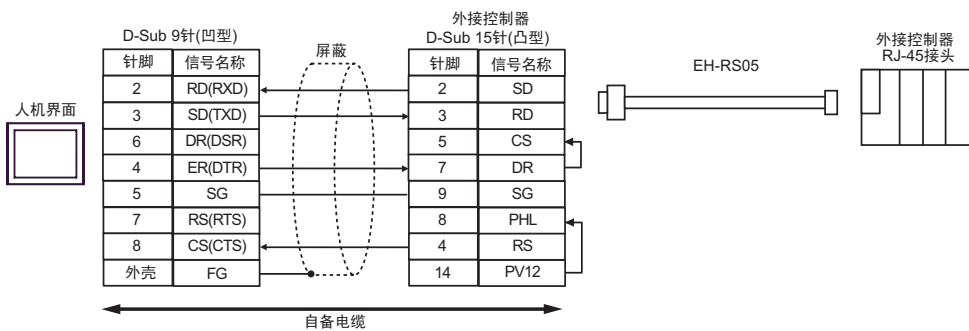 外接控制器
D-Sub 9针(凹型)
D-Sub 15针(凸型)
屏蔽
外接控制器
RJ-45接头
EH-RS05
人机界面
针脚 信号名称 针脚 信号名称
2 RD(RXD) 2 SD
3 SD(TXD) 3 RD
6 DR(DSR) 5 CS
4 ER(DTR) 7 DR
5 SG 9 SG
7 RS(RTS) 8 PHL
8 CS(CTS) 4 RS
外壳 FG 14 PV12
自备电缆